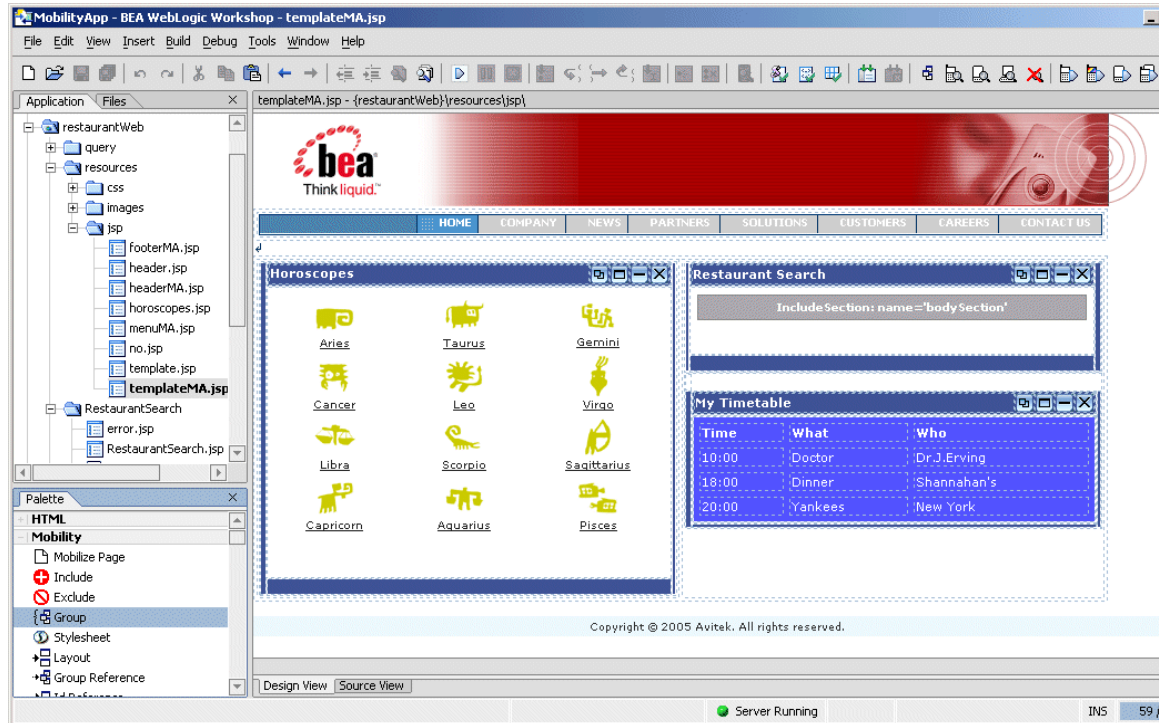 MobilityApp - BEA WebLogic Workshop - templateMA.jsp
File Edit View Insert Build Debug Tools Window Help
Application Files
restaurantWeb
query
resources
css
images
jsp
footerMA.jsp
header.jsp
headerMA.jsp
horoscopes.jsp
menuMA.jsp
no.jsp
template.jsp
templateMA.jsp
RestaurantSearch
error.jsp
RestaurantSearch.jsp
Palette
HTML
Mobility
Mobilize Page
Include
Exclude
Group
Stylesheet
Layout
Group Reference
Id Reference
templateMA.jsp - {restaurantWeb}\resources\jsp\
bea
Think liquid.™
HOME COMPANY NEWS PARTNERS SOLUTIONS CUSTOMERS CAREERS CONTACT US
Horoscopes
Aries Taurus Gemini
Cancer Leo Virgo
Libra Scorpio Sagittarius
Capricorn Aquarius Pisces
Restaurant Search
IncludeSection: name='bodySection'
My Timetable
Time What Who
10:00 Doctor Dr.J.Erving
18:00 Dinner Shannahan's
20:00 Yankees New York
Copyright © 2005 Avitek. All rights reserved.
Design View Source View
Server Running INS 59 /